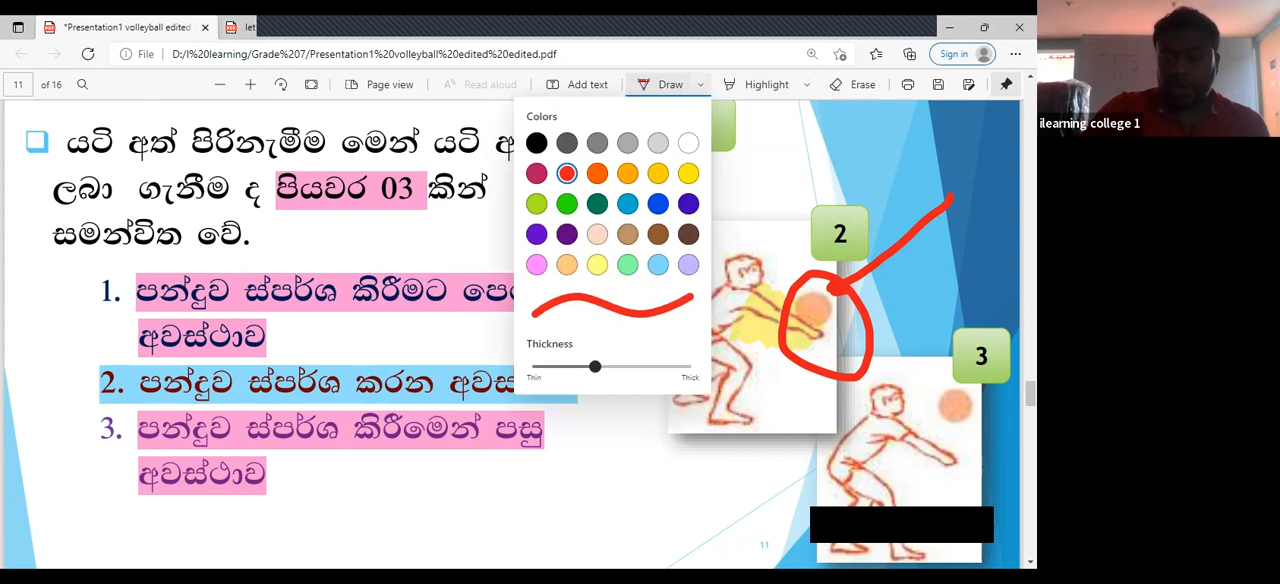 *Presentation1 volleyball edited
let
File
D:/I%20learning/Grade%207/Presentation1%20volleyball%20edited%20edited.pdf
Sign in
11 of 16
Page view
Read aloud
Add text
Draw
Highlight
Erase
ilearning college 1
Colors
Thickness
Thin
Thick
යටි අත් පිරිනැමීම මෙන් යටි
ලබා ගැනීම ද පියවර 03 කින්
සමන්විත වේ.
1. පන්දුව ස්පර්ශ කිරීමට
අවස්ථාව
2. පන්දුව ස්පර්ශ කරන
3. පන්දුව ස්පර්ශ කිරීමෙන් පසු
අවස්ථාව
2
3
11